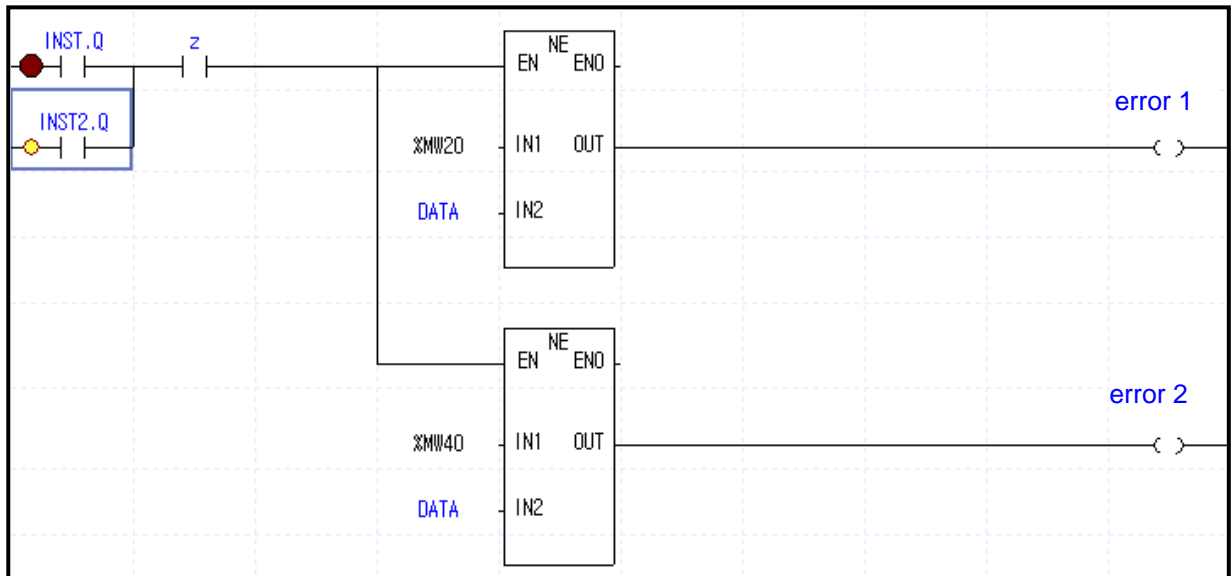 INST.Q z
NE
EN ENO
error 1
INST2.Q
%MW20 IN1 OUT
DATA IN2
NE
EN ENO
error 2
%MW40 IN1 OUT
DATA IN2